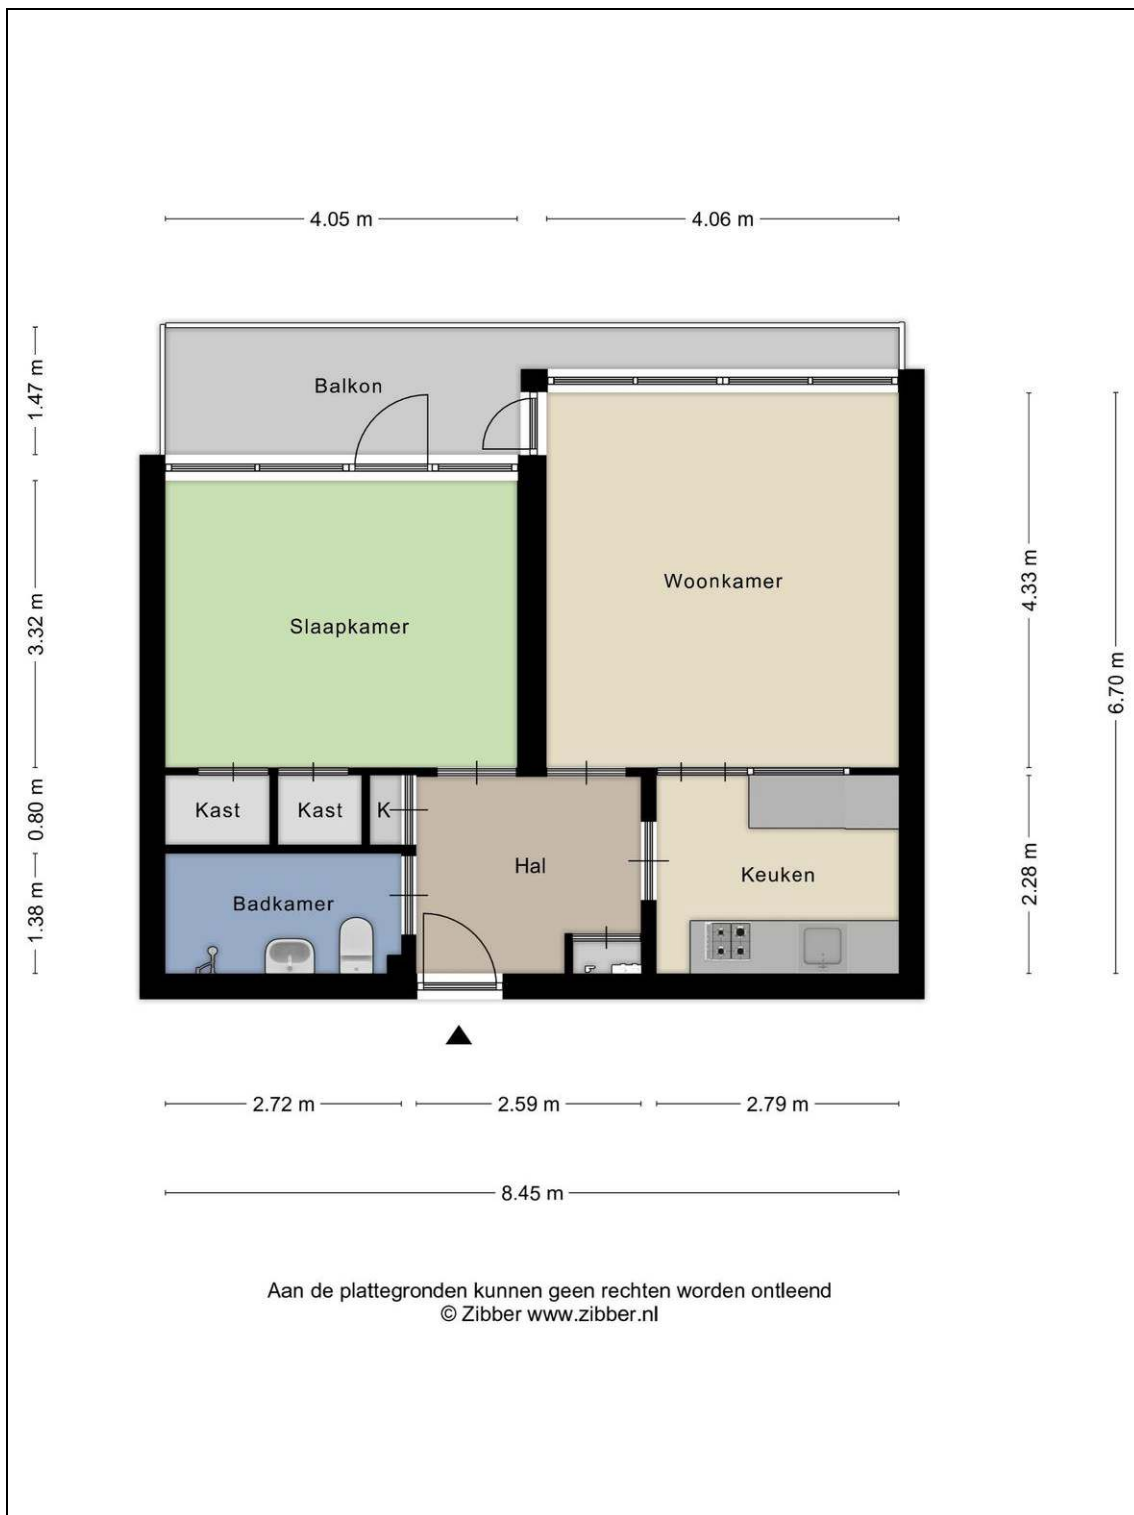 4.05 m
4.06 m
1.47 m
Balkon
3.32 m
4.33 m
6.70 m
Woonkamer
Slaapkamer
0.80 m
Kast
Kast
K
Hal
Keuken
2.28 m
1.38 m
Badkamer
2.72 m
2.59 m
2.79 m
8.45 m
Aan de plattegronden kunnen geen rechten worden ontleend
© Zibber www.zibber.nl